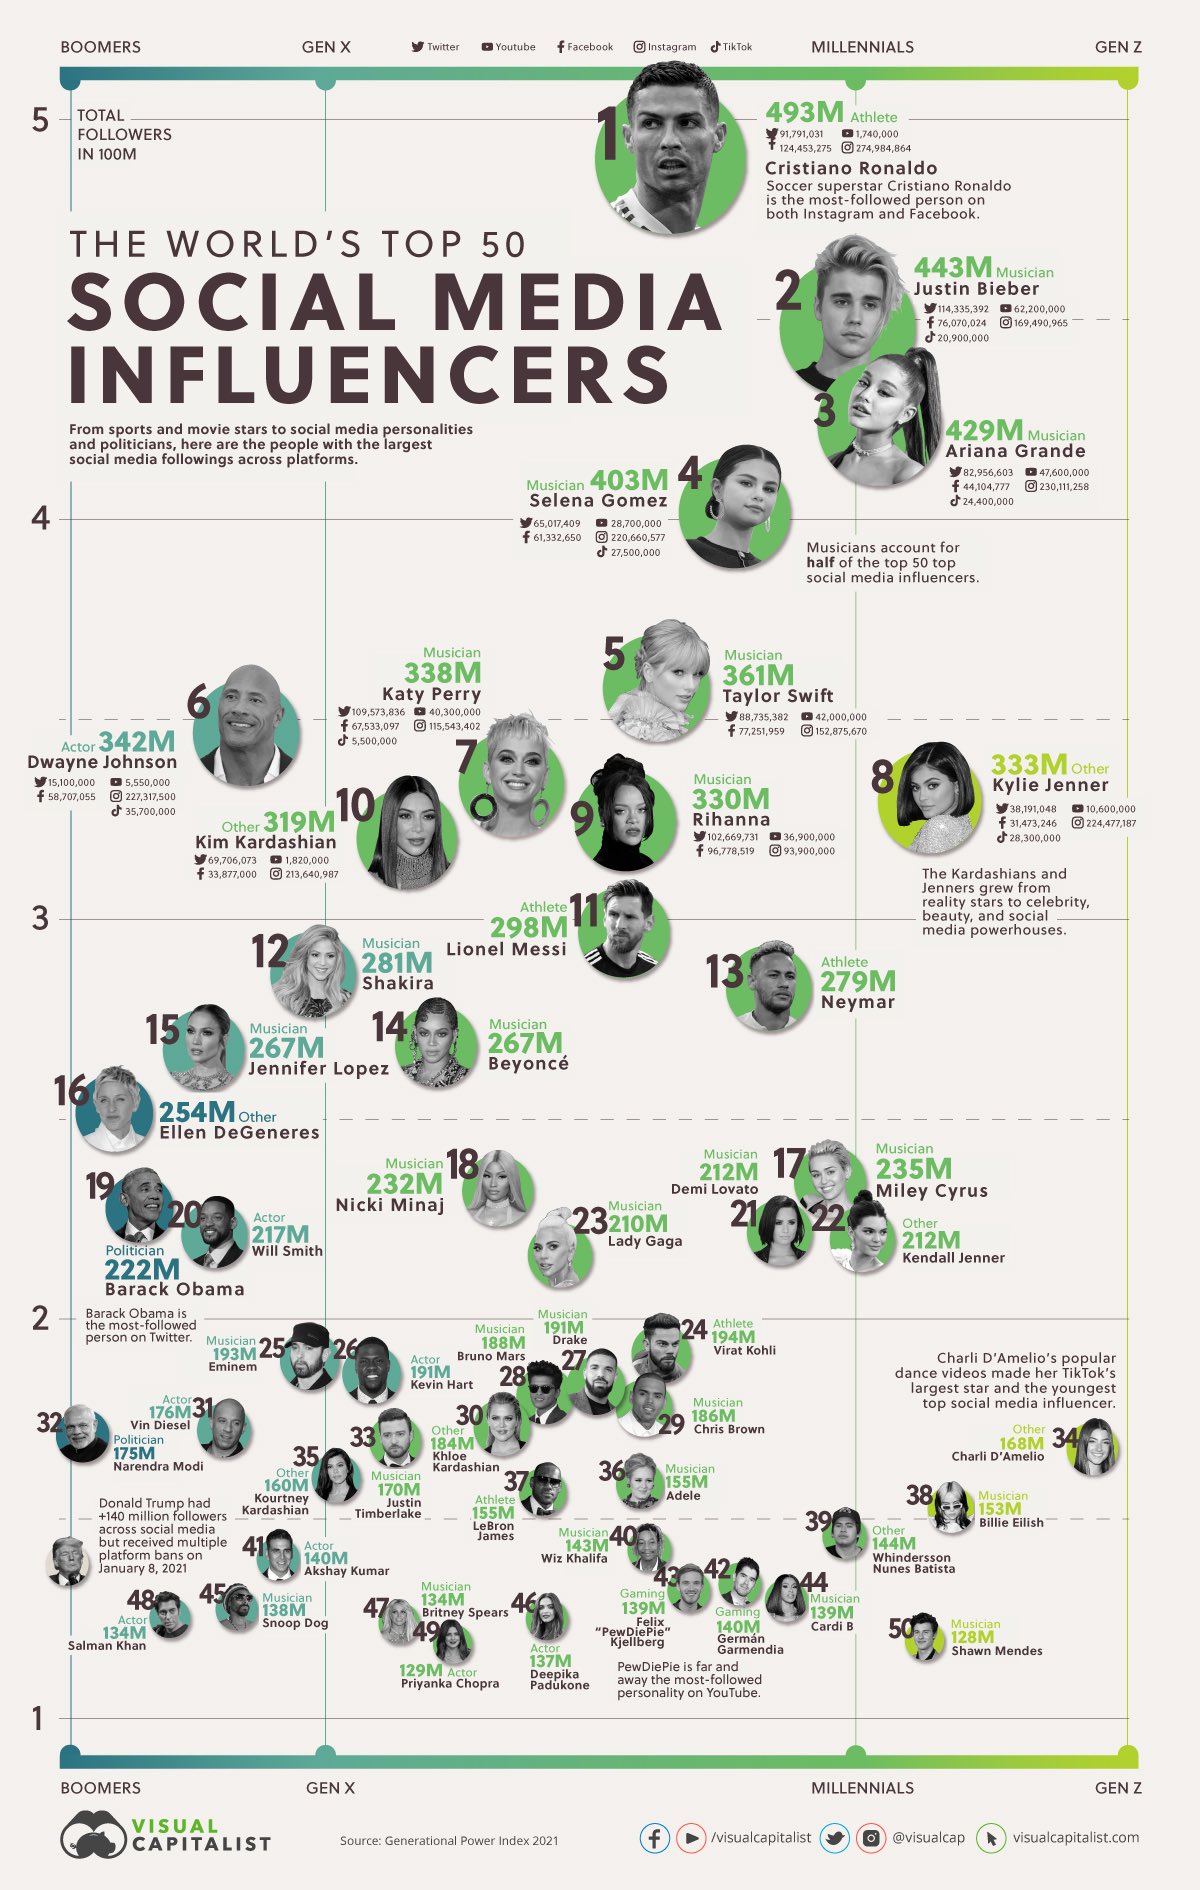 BOOMERS
GEN X
Twitter
Youtube
Facebook
Instagram
TikTok
MILLENNIALS
GEN Z
5
TOTAL
FOLLOWERS
IN 100M
1
493M Athlete
91,791,031
1,740,000
124,453,275
274,984,864
Cristiano Ronaldo
Soccer superstar Cristiano Ronaldo
is the most-followed person on
both Instagram and Facebook.
THE WORLD'S TOP 50
SOCIAL MEDIA
INFLUENCERS
From sports and movie stars to social media personalities
and politicians, here are the people with the largest
social media followings across platforms.
2
443M Musician
Justin Bieber
114,335,392
62,200,000
76,070,024
169,490,965
20,900,000
3
429M Musician
Ariana Grande
82,956,603
47,600,000
44,104,777
230,111,258
24,400,000
4
Musician 403M
Selena Gomez
65,017,409
28,700,000
61,332,650
220,660,577
27,500,000
4
Musicians account for
half of the top 50 top
social media influencers.
5
Musician
361M
Taylor Swift
88,735,382
42,000,000
77,251,959
152,875,670
6
Actor 342M
Dwayne Johnson
15,100,000
5,550,000
58,707,055
227,317,500
35,700,000
Musician
338M
Katy Perry
109,573,836
40,300,000
67,533,097
115,543,402
5,500,000
7
8
333M Other
Kylie Jenner
38,191,048
10,600,000
31,473,246
224,477,187
28,300,000
The Kardashians and
Jenners grew from
reality stars to celebrity,
beauty, and social
media powerhouses.
9
Musician
330M
Rihanna
102,669,731
36,900,000
96,778,519
93,900,000
10
Other 319M
Kim Kardashian
69,706,073
1,820,000
33,877,000
213,640,987
3
11
Athlete
298M
Lionel Messi
12
Musician
281M
Shakira
13
Athlete
279M
Neymar
14
Musician
267M
Beyoncé
15
Musician
267M
Jennifer Lopez
16
254M Other
Ellen DeGeneres
17
Musician
235M
Miley Cyrus
Musician
232M
Nicki Minaj
18
19
Politician
222M
Barack Obama
Barack Obama is
the most-followed
person on Twitter.
20
Actor
217M
Will Smith
Musician
212M
Demi Lovato
21
22
Other
212M
Kendall Jenner
23
Musician
210M
Lady Gaga
2
24
Athlete
194M
Virat Kohli
Musician
193M
Eminem
25
26
Actor
191M
Kevin Hart
Musician
191M
Drake
27
Musician
188M
Bruno Mars
28
29
Musician
186M
Chris Brown
30
Other
184M
Khloe
Kardashian
Actor
176M
Vin Diesel
31
32
Politician
175M
Narendra Modi
33
Musician
170M
Justin
Timberlake
Charli D'Amelio's popular
dance videos made her TikTok's
largest star and the youngest
top social media influencer.
Other
168M
Charli D'Amelio
34
35
Other
160M
Kourtney
Kardashian
36
Musician
155M
Adele
37
Athlete
155M
LeBron
James
38
Musician
153M
Billie Eilish
39
Other
144M
Whindersson
Nunes Batista
Musician
143M
Wiz Khalifa
40
Donald Trump had
+140 million followers
across social media
but received multiple
platform bans on
January 8, 2021
41
Actor
140M
Akshay Kumar
42
Gaming
140M
Germán
Garmendia
43
Gaming
139M
Felix
"PewDiePie"
Kjellberg
PewDiePie is far and
away the most-followed
personality on YouTube.
44
Musician
139M
Cardi B
45
Musician
138M
Snoop Dog
46
Actor
137M
Deepika
Padukone
47
Musician
134M
Britney Spears
48
Actor
134M
Salman Khan
49
129M Actor
Priyanka Chopra
50
Musician
128M
Shawn Mendes
1
BOOMERS
GEN X
MILLENNIALS
GEN Z
VISUAL
CAPITALIST
Source: Generational Power Index 2021
/visualcapitalist
@visualcap
visualcapitalist.com